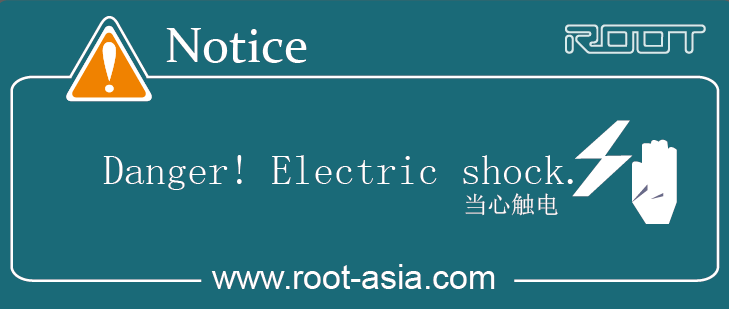 Notice
ROOT
Danger! Electric shock.
当心触电
www.root-asia.com